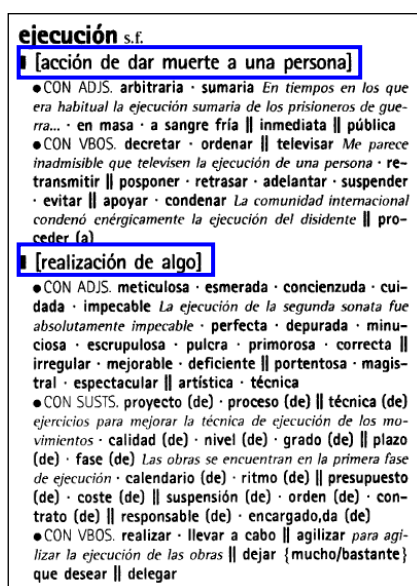 ejecución s.f.
[acción de dar muerte a una persona]
● CON ADJS. arbitraria · sumaria En tiempos en los que
era habitual la ejecución sumaria de los prisioneros de gue-
rra... · en masa · a sangre fría || inmediata || pública
● CON VBOS. decretar · ordenar || televisar Me parece
inadmisible que televisen la ejecución de una persona · re-
transmitir || posponer · retrasar · adelantar · suspender
· evitar || apoyar · condenar La comunidad internacional
condenó enérgicamente la ejecución del disidente || pro-
ceder (a)
[realización de algo]
● CON ADJS. meticulosa · esmerada · concienzuda · cui-
dada · impecable La ejecución de la segunda sonata fue
absolutamente impecable · perfecta · depurada · minu-
ciosa · escrupulosa · pulcra · primorosa · correcta ||
irregular · mejorable · deficiente || portentosa · magis-
tral · espectacular || artística · técnica
● CON SUSTS. proyecto (de) · proceso (de) || técnica (de)
ejercicios para mejorar la técnica de ejecución de los mo-
vimientos · calidad (de) · nivel (de) · grado (de) || plazo
(de) · fase (de) Las obras se encuentran en la primera fase
de ejecución · calendario (de) · ritmo (de) || presupuesto
(de) · coste (de) || suspensión (de) · orden (de) · con-
trato (de) || responsable (de) · encargado,da (de)
● CON VBOS. realizar · llevar a cabo || agilizar para agi-
lizar la ejecución de las obras || dejar {mucho/bastante}
que desear || delegar